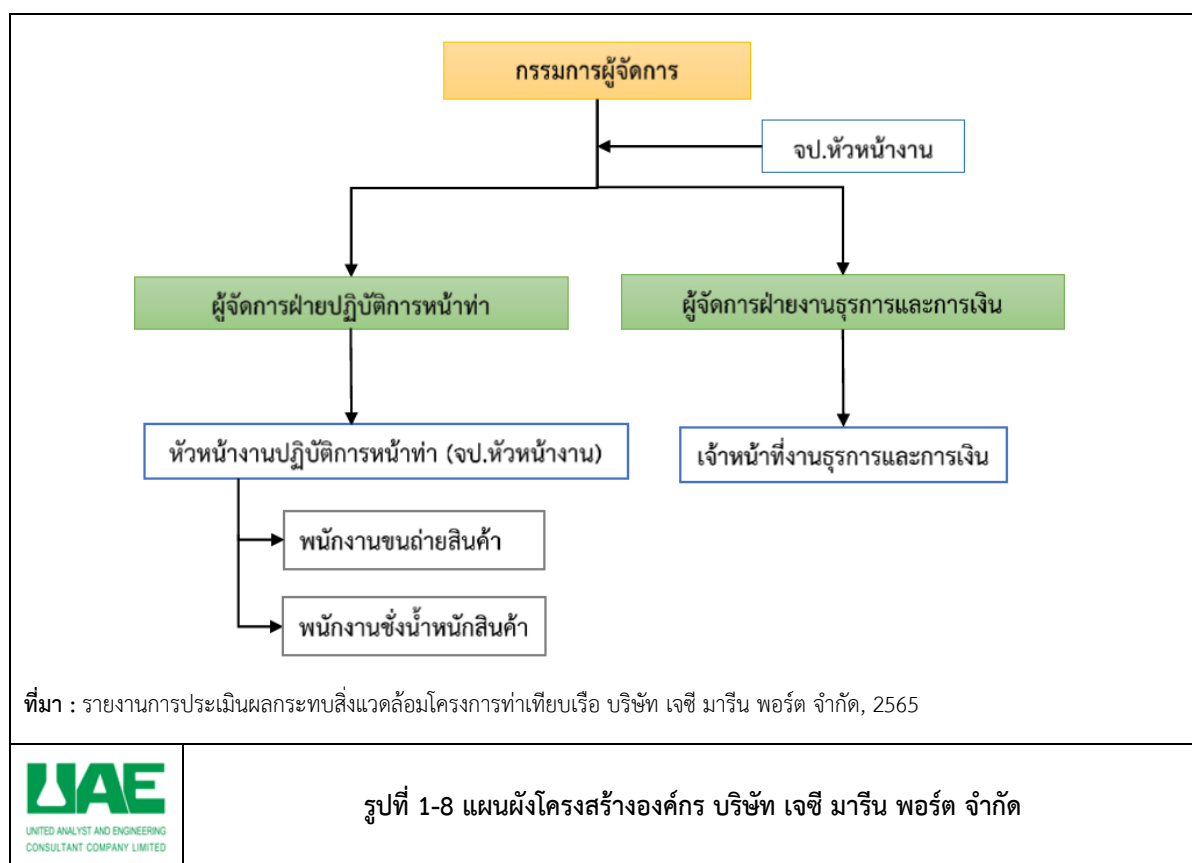 กรรมการผู้จัดการ
จป.หัวหน้างาน
ผู้จัดการฝ่ายปฏิบัติการหน้าท่า
ผู้จัดการฝ่ายงานธุรการและการเงิน
หัวหน้างานปฏิบัติการหน้าท่า (จป.หัวหน้างาน)
เจ้าหน้าที่งานธุรการและการเงิน
พนักงานขนถ่ายสินค้า
พนักงานชั่งน้ำหนักสินค้า
ที่มา : รายงานการประเมินผลกระทบสิ่งแวดล้อมโครงการท่าเทียบเรือ บริษัท เจซี มารีน พอร์ต จำกัด, 2565
UAE
UNITED ANALYST AND ENGINEERING
CONSULTANT COMPANY LIMITED
รูปที่ 1-8 แผนผังโครงสร้างองค์กร บริษัท เจซี มารีน พอร์ต จำกัด